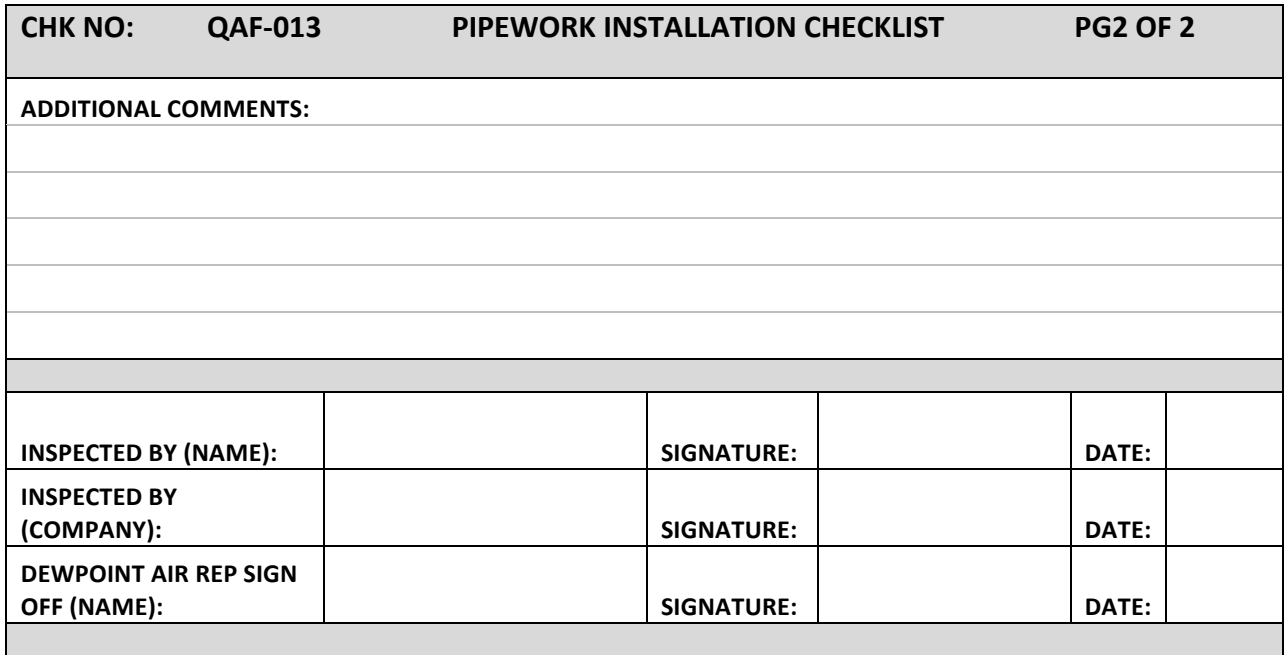 CHK NO: QAF-013 PIPEWORK INSTALLATION CHECKLIST PG2 OF 2
ADDITIONAL COMMENTS:
INSPECTED BY (NAME): SIGNATURE: DATE:
INSPECTED BY
(COMPANY): SIGNATURE: DATE:
DEWPOINT AIR REP SIGN
OFF (NAME): SIGNATURE: DATE: